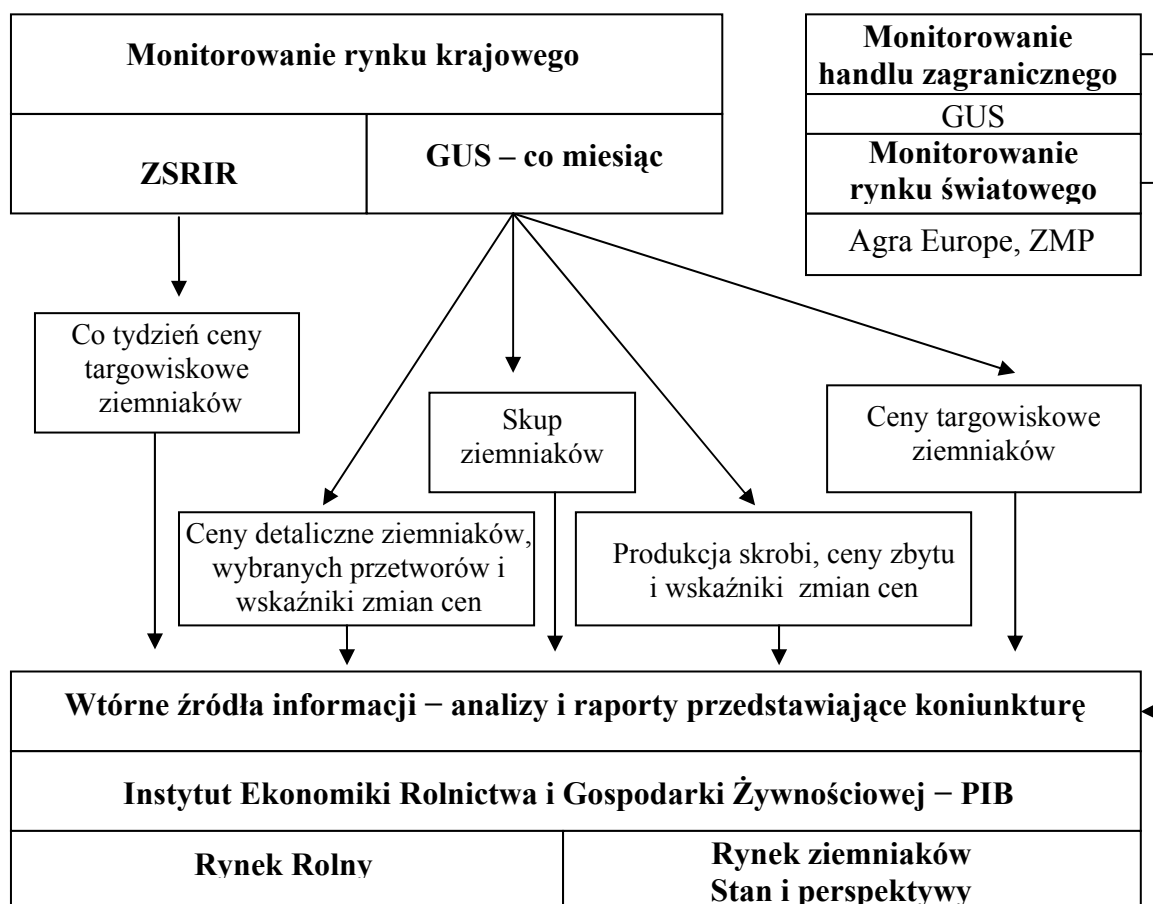 Monitorowanie rynku krajowego
ZSRIR
GUS – co miesiąc
Monitorowanie
handlu zagranicznego
GUS
Monitorowanie
rynku światowego
Agra Europe, ZMP
Co tydzień ceny
targowiskowe
ziemniaków
Skup
ziemniaków
Ceny targowiskowe
ziemniaków
Ceny detaliczne ziemniaków,
wybranych przetworów i
wskaźniki zmian cen
Produkcja skrobi, ceny zbytu
i wskaźniki zmian cen
Wtórne źródła informacji − analizy i raporty przedstawiające koniunkturę
Instytut Ekonomiki Rolnictwa i Gospodarki Żywnościowej − PIB
Rynek Rolny
Rynek ziemniaków
Stan i perspektywy